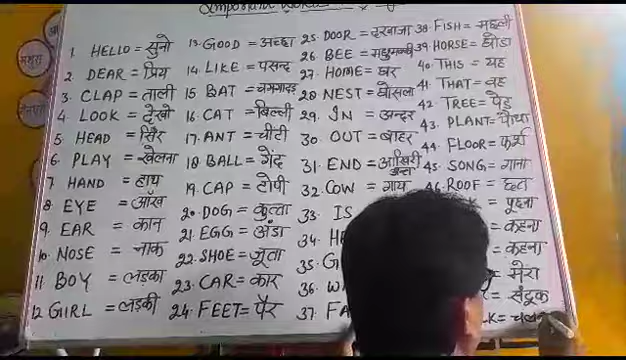 IMPORTANT
1. HELLO = सुनो
2 DEAR = प्रिय
3. CLAP = ताली
4. LOOK = देखो
5 HEAD = सिर
6. PLAY = खेलना
7 HAND = हाथ
8. EYE = आँख
9. EAR = कान
10. NOSE = नाक
11 BOY = लड़का
12 GIRL = लड़की
13. GOOD = अच्छा
14. LIKE = पसन्द
15. BAT = चमगादड़
16. CAT = बिल्ली
17. ANT = चींटी
18. BALL = गेंद
19. CAP = टोपी
20. DOG = कुत्ता
21. EGG = अंडा
22. SHOE = जूता
23. CAR = कार
24. FEET = पैर
25. DOOR = दरवाजा
26. BEE = मधुमक्खी
27. HOME = घर
28. NEST = घोंसला
29. IN = अन्दर
30. OUT = बाहर
31. END = आखिरी
32. COW = गाय
33. IS
34.
35. G
36.
37. FA
38. FISH = मछली
39. HORSE = घोडा
40. THIS = यह
41. THAT = वह
42. TREE = पेड़
43. PLANT = पौधा
44. FLOOR = फर्श
45. SONG = गाना
46. ROOF = छत
= पूछना
= कहना
= कहना
= मेरा
= संदूक
K =